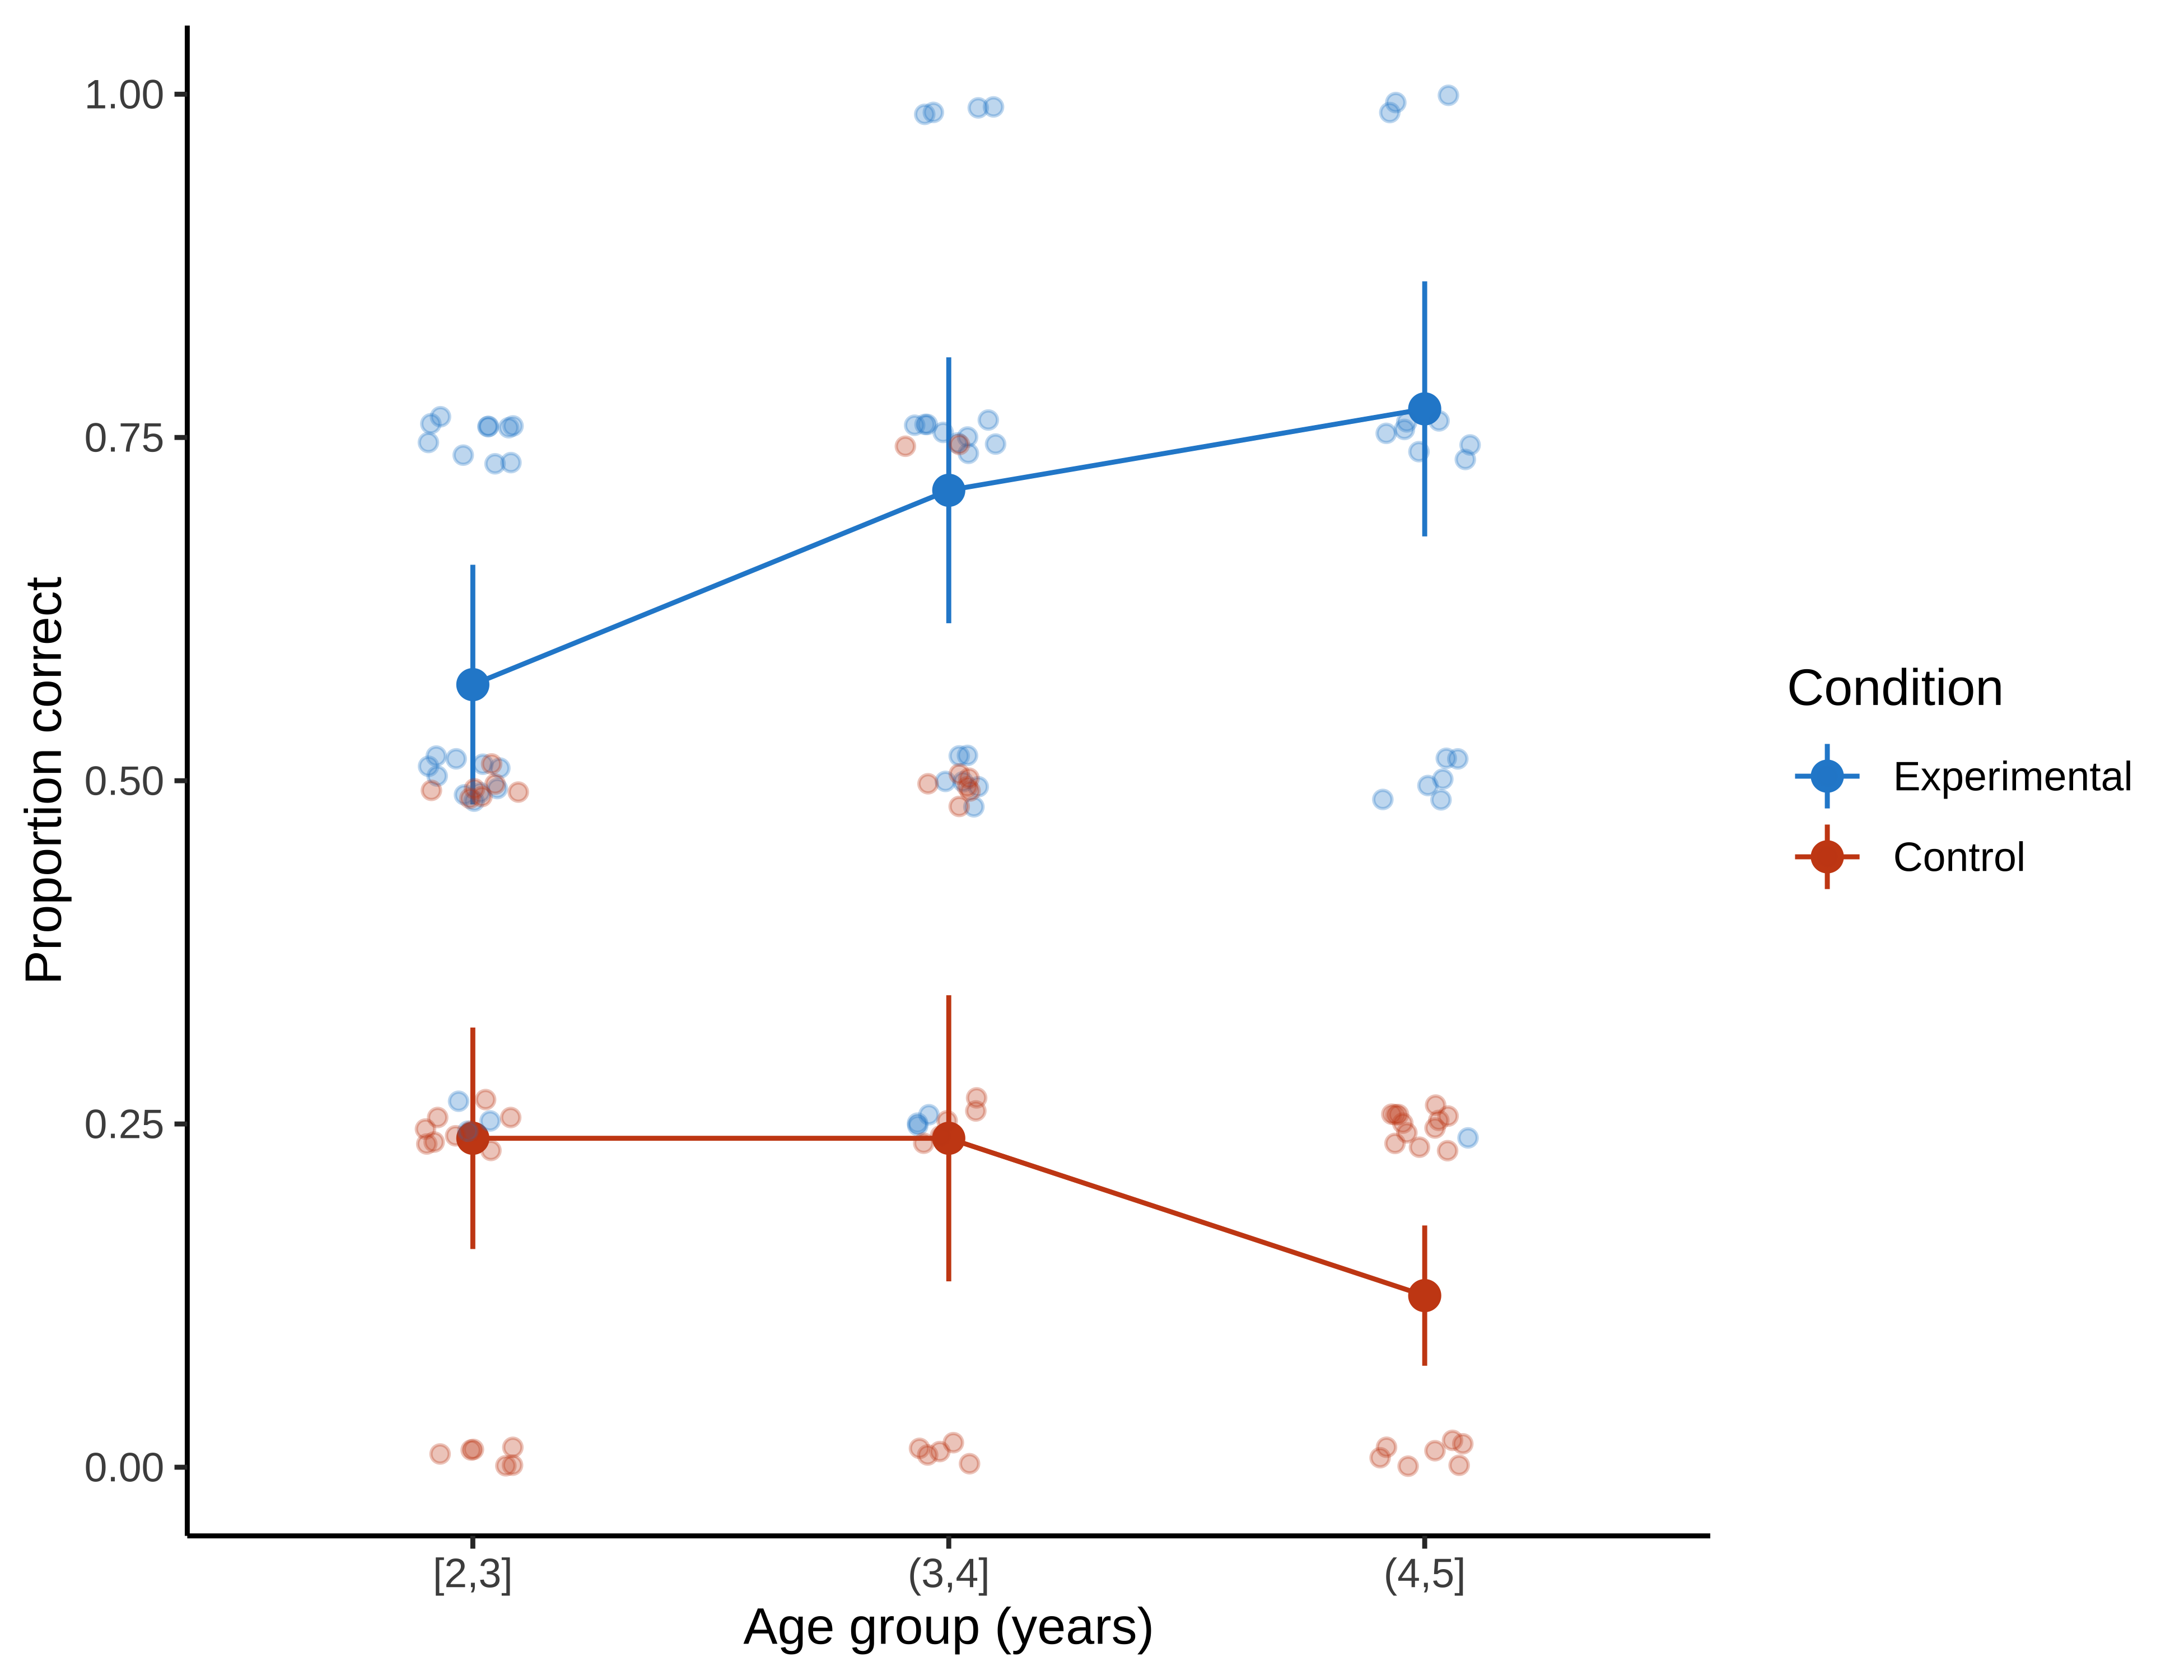 1.00
0.75
0.50
0.25
0.00
Proportion correct
[2,3]
(3,4]
(4,5]
Age group (years)
Condition
Experimental
Control